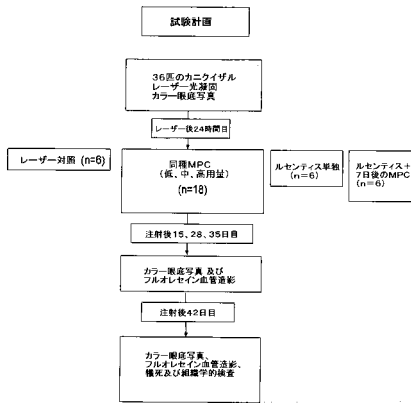 試験計画
36匹のカニクイザル
レーザー光凝固
カラー眼底写真
レーザー後24時間目
レーザー対照 (n=6)
同種MPC
(低、中、高用量)
(n=18)
ルセンティス単独
(n=6)
ルセンティス+
7日後のMPC
(n=6)
注射後15、28、35日目
カラー眼底写真 及び
フルオレセイン血管造影
注射後42日目
カラー眼底写真、
フルオレセイン血管造影、
犠死及び組織学的検査